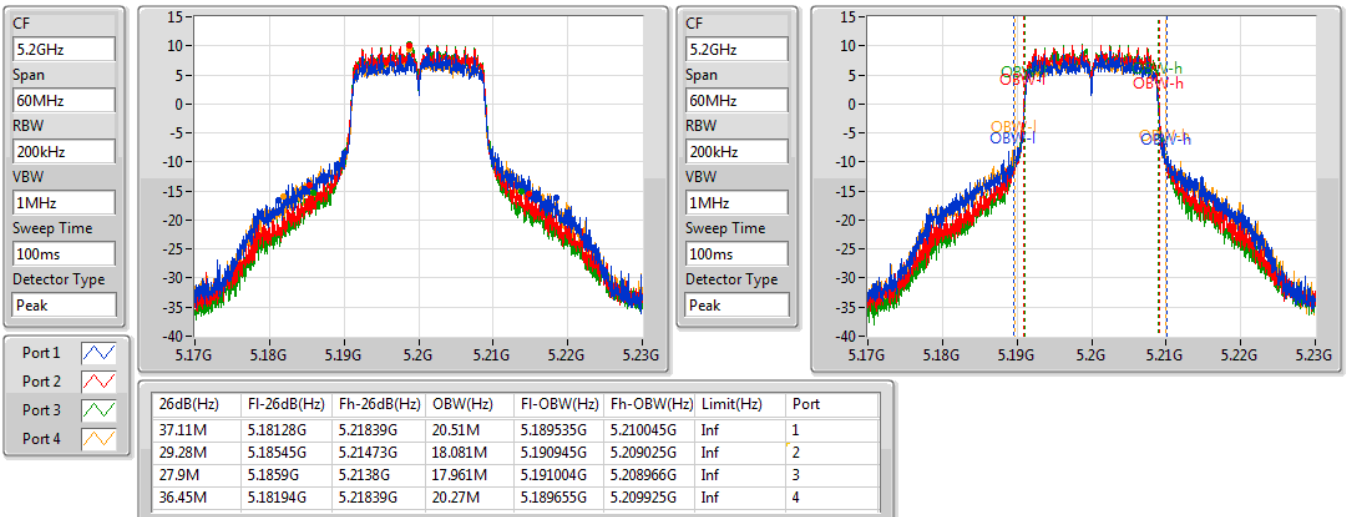 CF
5.2GHz
Span
60MHz
RBW
200kHz
VBW
1MHz
Sweep Time
100ms
Detector Type
Peak
15
10
5
0
-5
-10
-15
-20
-25
-30
-35
-40
5.17G 5.18G 5.19G 5.2G 5.21G 5.22G 5.23G
CF
5.2GHz
Span
60MHz
RBW
200kHz
VBW
1MHz
Sweep Time
100ms
Detector Type
Peak
15
10
5
0
-5
-10
-15
-20
-25
-30
-35
-40
OBW-l
OBW-h
OBW-l
OBW-h
5.17G 5.18G 5.19G 5.2G 5.21G 5.22G 5.23G
Port 1
Port 2
Port 3
Port 4
26dB(Hz) Fl-26dB(Hz) Fh-26dB(Hz) OBW(Hz) Fl-OBW(Hz) Fh-OBW(Hz) Limit(Hz) Port
37.11M 5.18128G 5.21839G 20.51M 5.189535G 5.210045G Inf 1
29.28M 5.18545G 5.21473G 18.081M 5.190945G 5.209025G Inf 2
27.9M 5.1859G 5.2138G 17.961M 5.191004G 5.208966G Inf 3
36.45M 5.18194G 5.21839G 20.27M 5.189655G 5.209925G Inf 4